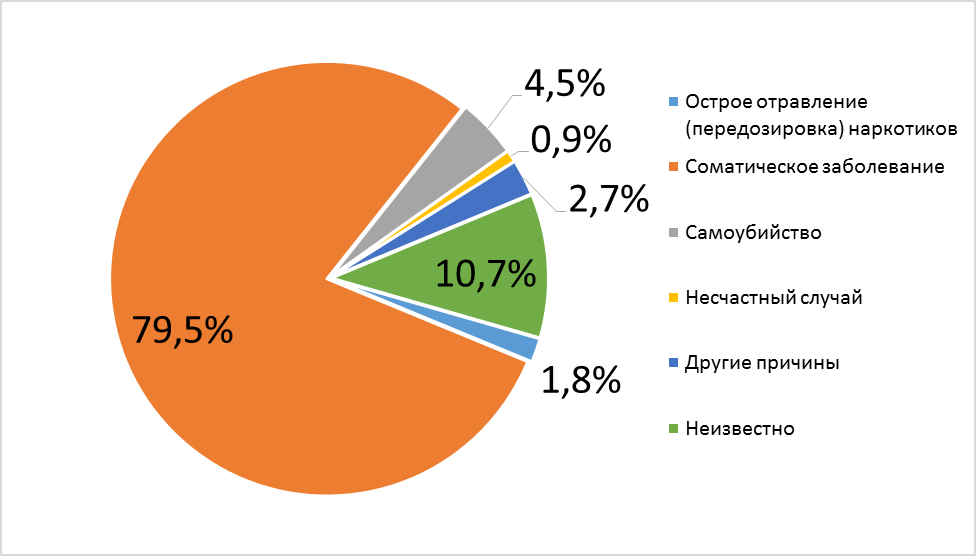 4,5%
0,9%
2,7%
10,7%
79,5%
1,8%
Острое отравление
(передозировка) наркотиков
Соматическое заболевание
Самоубийство
Несчастный случай
Другие причины
Неизвестно